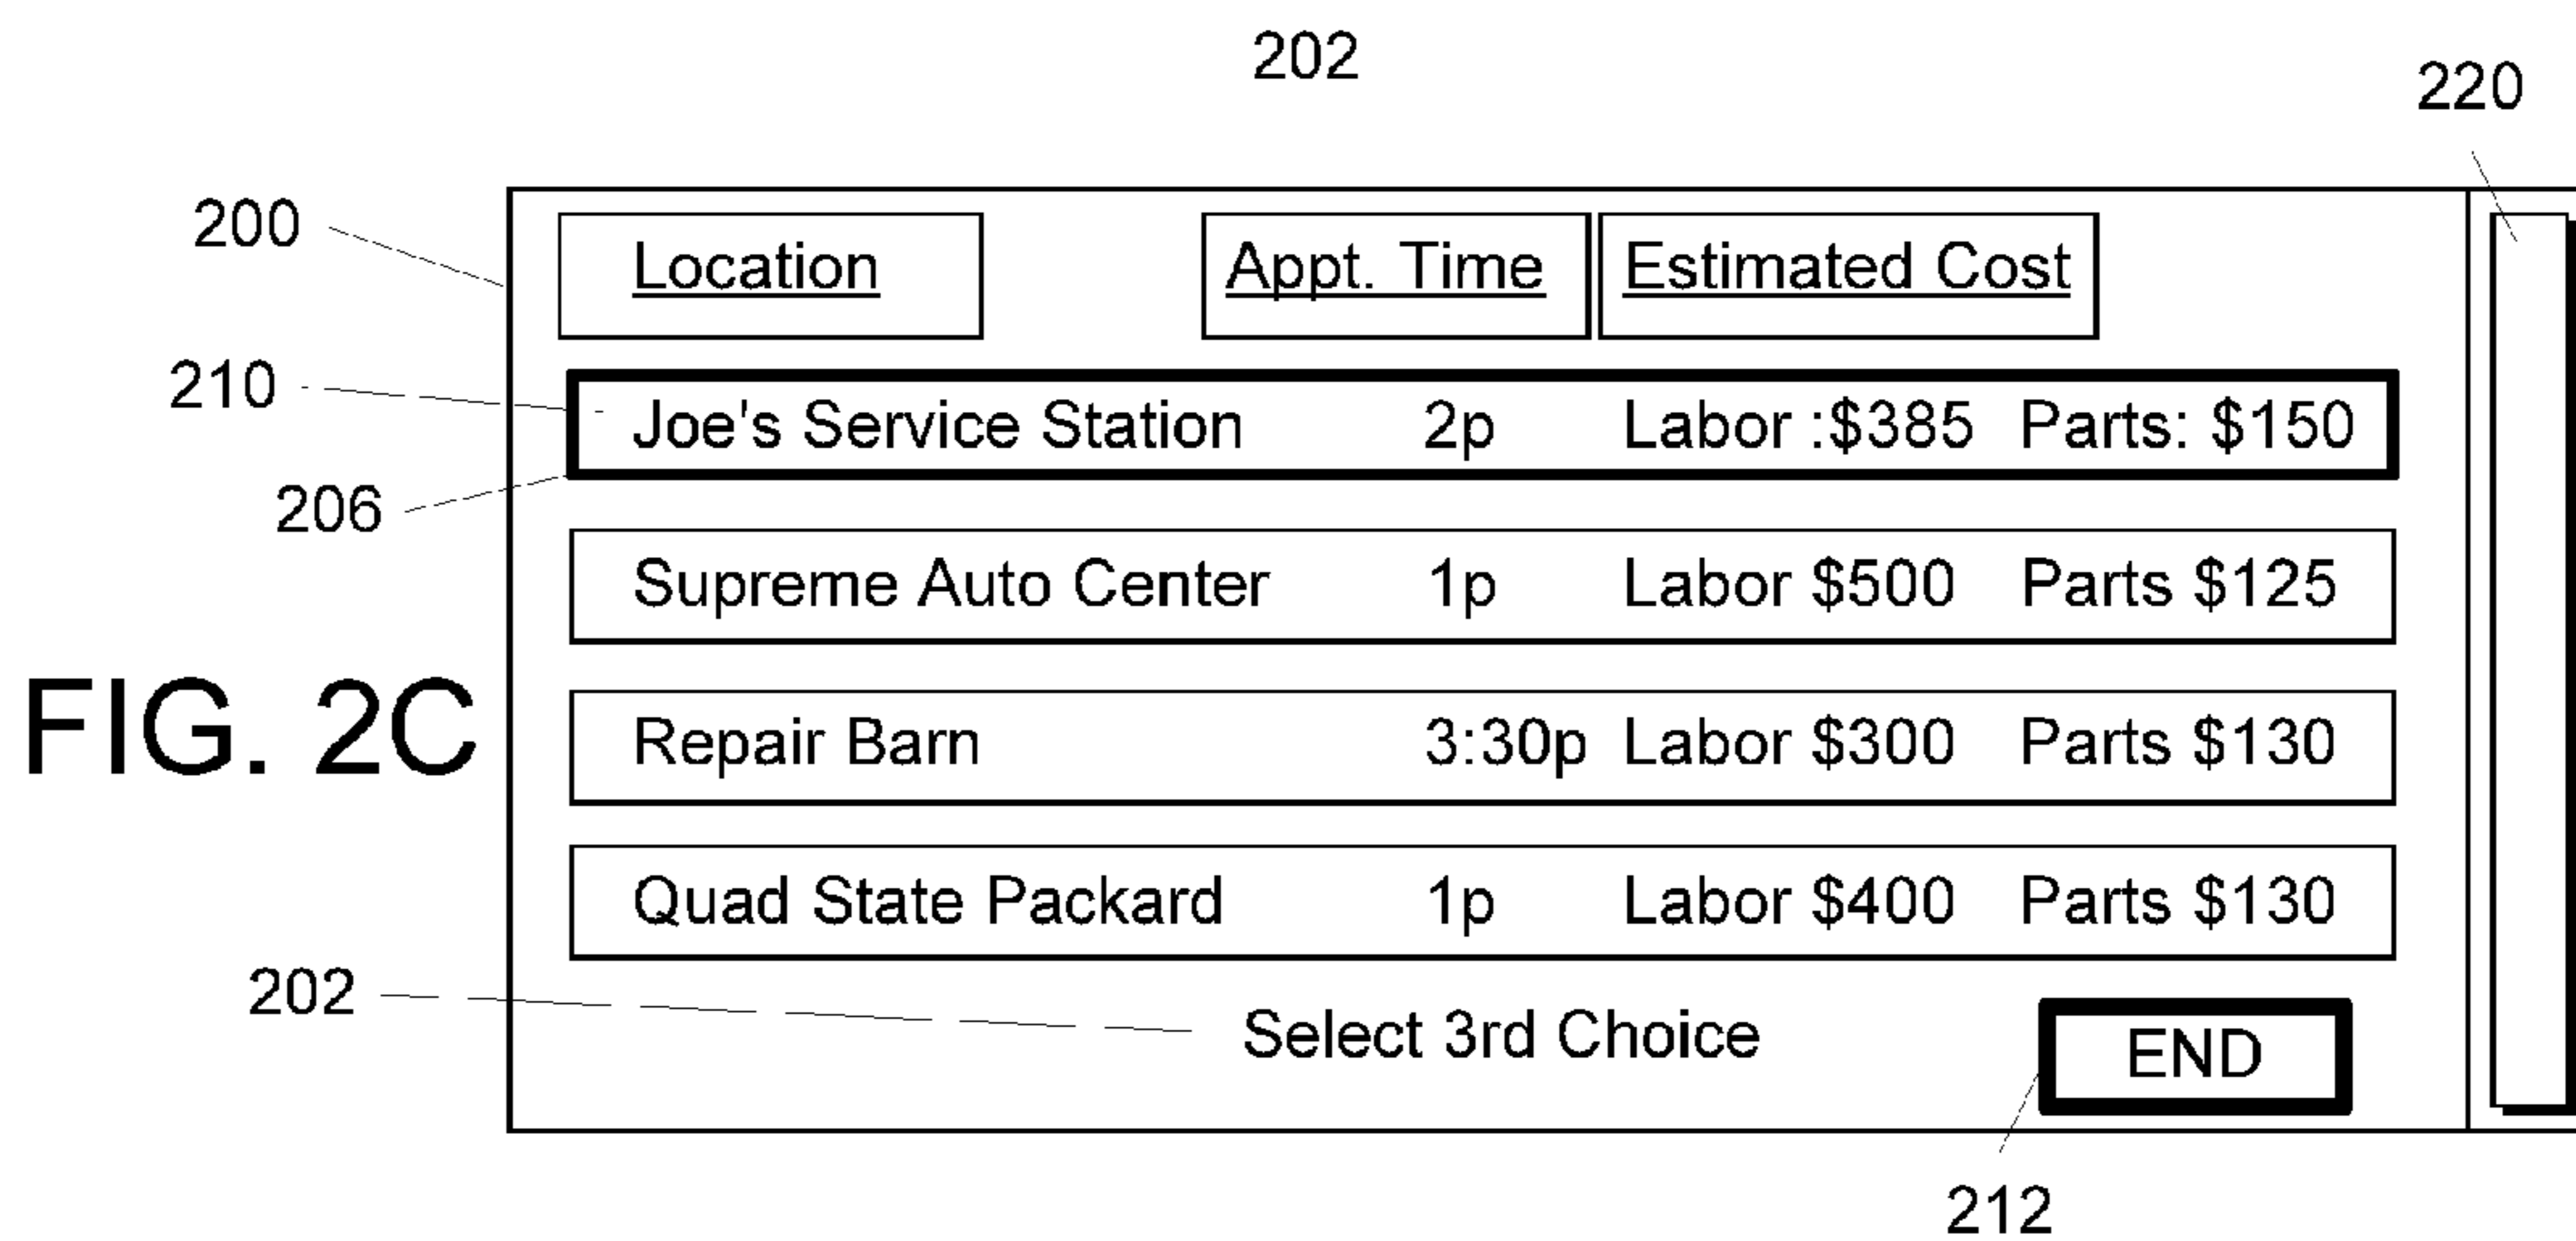 202
220
200
Location Appt. Time Estimated Cost
210
Joe's Service Station 2p Labor :$385 Parts: $150
206
Supreme Auto Center 1p Labor $500 Parts $125
FIG. 2C
Repair Barn 3:30p Labor $300 Parts $130
Quad State Packard 1p Labor $400 Parts $130
202
Select 3rd Choice
END
212